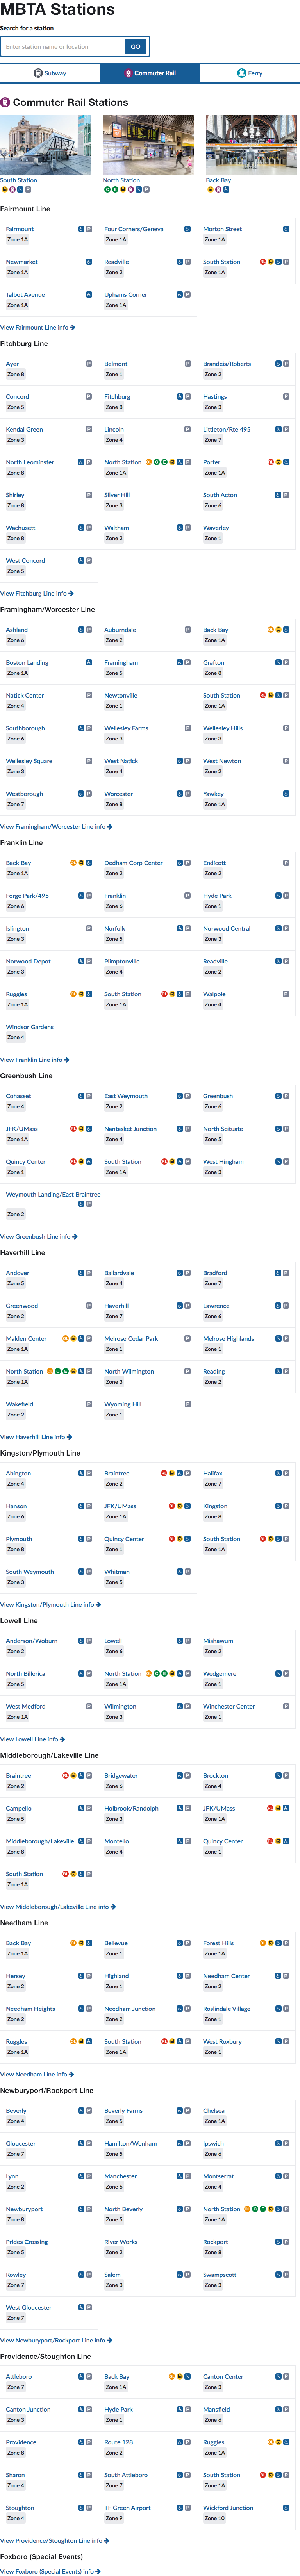 MBTA Stations
Search for a station
Enter station name or location GO
Subway Commuter Rail Ferry
Commuter Rail Stations
South Station North Station Back Bay
Fairmount Line
Fairmount Four Corners/Geneva Morton Street
Zone 1A Zone 1A Zone 1A
Newmarket Readville South Station
Zone 1A Zone 2 Zone 1A
Talbot Avenue Uphams Corner
Zone 1A Zone 1A
View Fairmount Line info
Fitchburg Line
Ayer Belmont Brandeis/Roberts
Zone 8 Zone 1 Zone 2
Concord Fitchburg Hastings
Zone 5 Zone 8 Zone 3
Kendal Green Lincoln Littleton/Rte 495
Zone 3 Zone 4 Zone 7
North Leominster North Station Porter
Zone 8 Zone 1A Zone 1A
Shirley Silver Hill South Acton
Zone 8 Zone 3 Zone 6
Wachusett Waltham Waverley
Zone 8 Zone 2 Zone 1
West Concord
Zone 5
View Fitchburg Line info
Framingham/Worcester Line
Ashland Auburndale Back Bay
Zone 6 Zone 2 Zone 1A
Boston Landing Framingham Grafton
Zone 1A Zone 5 Zone 8
Natick Center Newtonville South Station
Zone 4 Zone 1 Zone 1A
Southborough Wellesley Farms Wellesley Hills
Zone 6 Zone 3 Zone 3
Wellesley Square West Natick West Newton
Zone 3 Zone 4 Zone 2
Westborough Worcester Yawkey
Zone 7 Zone 8 Zone 1A
View Framingham/Worcester Line info
Franklin Line
Back Bay Dedham Corp Center Endicott
Zone 1A Zone 2 Zone 2
Forge Park/495 Franklin Hyde Park
Zone 6 Zone 6 Zone 1
Islington Norfolk Norwood Central
Zone 3 Zone 5 Zone 3
Norwood Depot Plimptonville Readville
Zone 3 Zone 4 Zone 2
Ruggles South Station Walpole
Zone 1A Zone 1A Zone 4
Windsor Gardens
Zone 4
View Franklin Line info
Greenbush Line
Cohasset East Weymouth Greenbush
Zone 4 Zone 2 Zone 6
JFK/UMass Nantasket Junction North Scituate
Zone 1A Zone 4 Zone 5
Quincy Center South Station West Hingham
Zone 1 Zone 1A Zone 3
Weymouth Landing/East Braintree
Zone 2
View Greenbush Line info
Haverhill Line
Andover Ballardvale Bradford
Zone 5 Zone 4 Zone 7
Greenwood Haverhill Lawrence
Zone 2 Zone 7 Zone 6
Malden Center Melrose Cedar Park Melrose Highlands
Zone 1A Zone 1 Zone 1
North Station North Wilmington Reading
Zone 1A Zone 3 Zone 2
Wakefield Wyoming Hill
Zone 2 Zone 1
View Haverhill Line info
Kingston/Plymouth Line
Abington Braintree Halifax
Zone 4 Zone 2 Zone 7
Hanson JFK/UMass Kingston
Zone 6 Zone 1A Zone 8
Plymouth Quincy Center South Station
Zone 8 Zone 1 Zone 1A
South Weymouth Whitman
Zone 3 Zone 5
View Kingston/Plymouth Line info
Lowell Line
Anderson/Woburn Lowell Mishawum
Zone 2 Zone 6 Zone 2
North Billerica North Station Wedgemere
Zone 5 Zone 1A Zone 1
West Medford Wilmington Winchester Center
Zone 1A Zone 3 Zone 1
View Lowell Line info
Middleborough/Lakeville Line
Braintree Bridgewater Brockton
Zone 2 Zone 6 Zone 4
Campello Holbrook/Randolph JFK/UMass
Zone 5 Zone 3 Zone 1A
Middleborough/Lakeville Montello Quincy Center
Zone 8 Zone 4 Zone 1
South Station
Zone 1A
View Middleborough/Lakeville Line info
Needham Line
Back Bay Bellevue Forest Hills
Zone 1A Zone 1 Zone 1A
Hersey Highland Needham Center
Zone 2 Zone 1 Zone 2
Needham Heights Needham Junction Roslindale Village
Zone 2 Zone 2 Zone 1
Ruggles South Station West Roxbury
Zone 1A Zone 1A Zone 1
View Needham Line info
Newburyport/Rockport Line
Beverly Beverly Farms Chelsea
Zone 4 Zone 5 Zone 1A
Gloucester Hamilton/Wenham Ipswich
Zone 7 Zone 5 Zone 6
Lynn Manchester Montserrat
Zone 2 Zone 6 Zone 4
Newburyport North Beverly North Station
Zone 8 Zone 5 Zone 1A
Prides Crossing River Works Rockport
Zone 5 Zone 2 Zone 8
Rowley Salem Swampscott
Zone 7 Zone 3 Zone 3
West Gloucester
Zone 7
View Newburyport/Rockport Line info
Providence/Stoughton Line
Attleboro Back Bay Canton Center
Zone 7 Zone 1A Zone 3
Canton Junction Hyde Park Mansfield
Zone 3 Zone 1 Zone 6
Providence Route 128 Ruggles
Zone 8 Zone 2 Zone 1A
Sharon South Attleboro South Station
Zone 4 Zone 7 Zone 1A
Stoughton TF Green Airport Wickford Junction
Zone 4 Zone 9 Zone 10
View Providence/Stoughton Line info
Foxboro (Special Events)
View Foxboro (Special Events) info